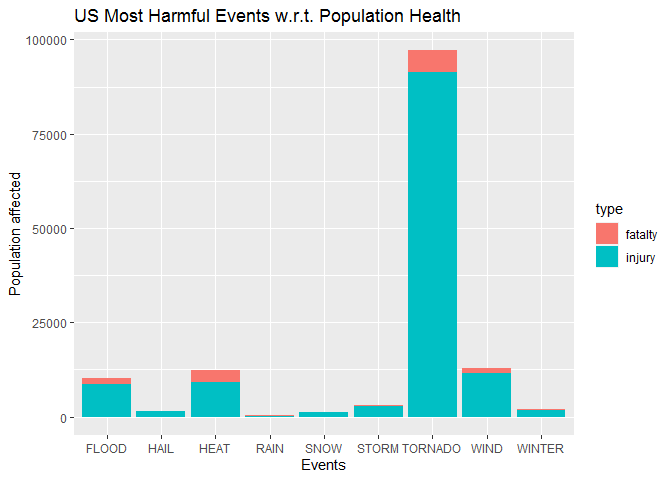 US Most Harmful Events w.r.t. Population Health
100000
75000
50000
25000
0
Population affected
FLOOD HAIL HEAT RAIN SNOW STORM TORNADO WIND WINTER
Events
type
fatalty
injury